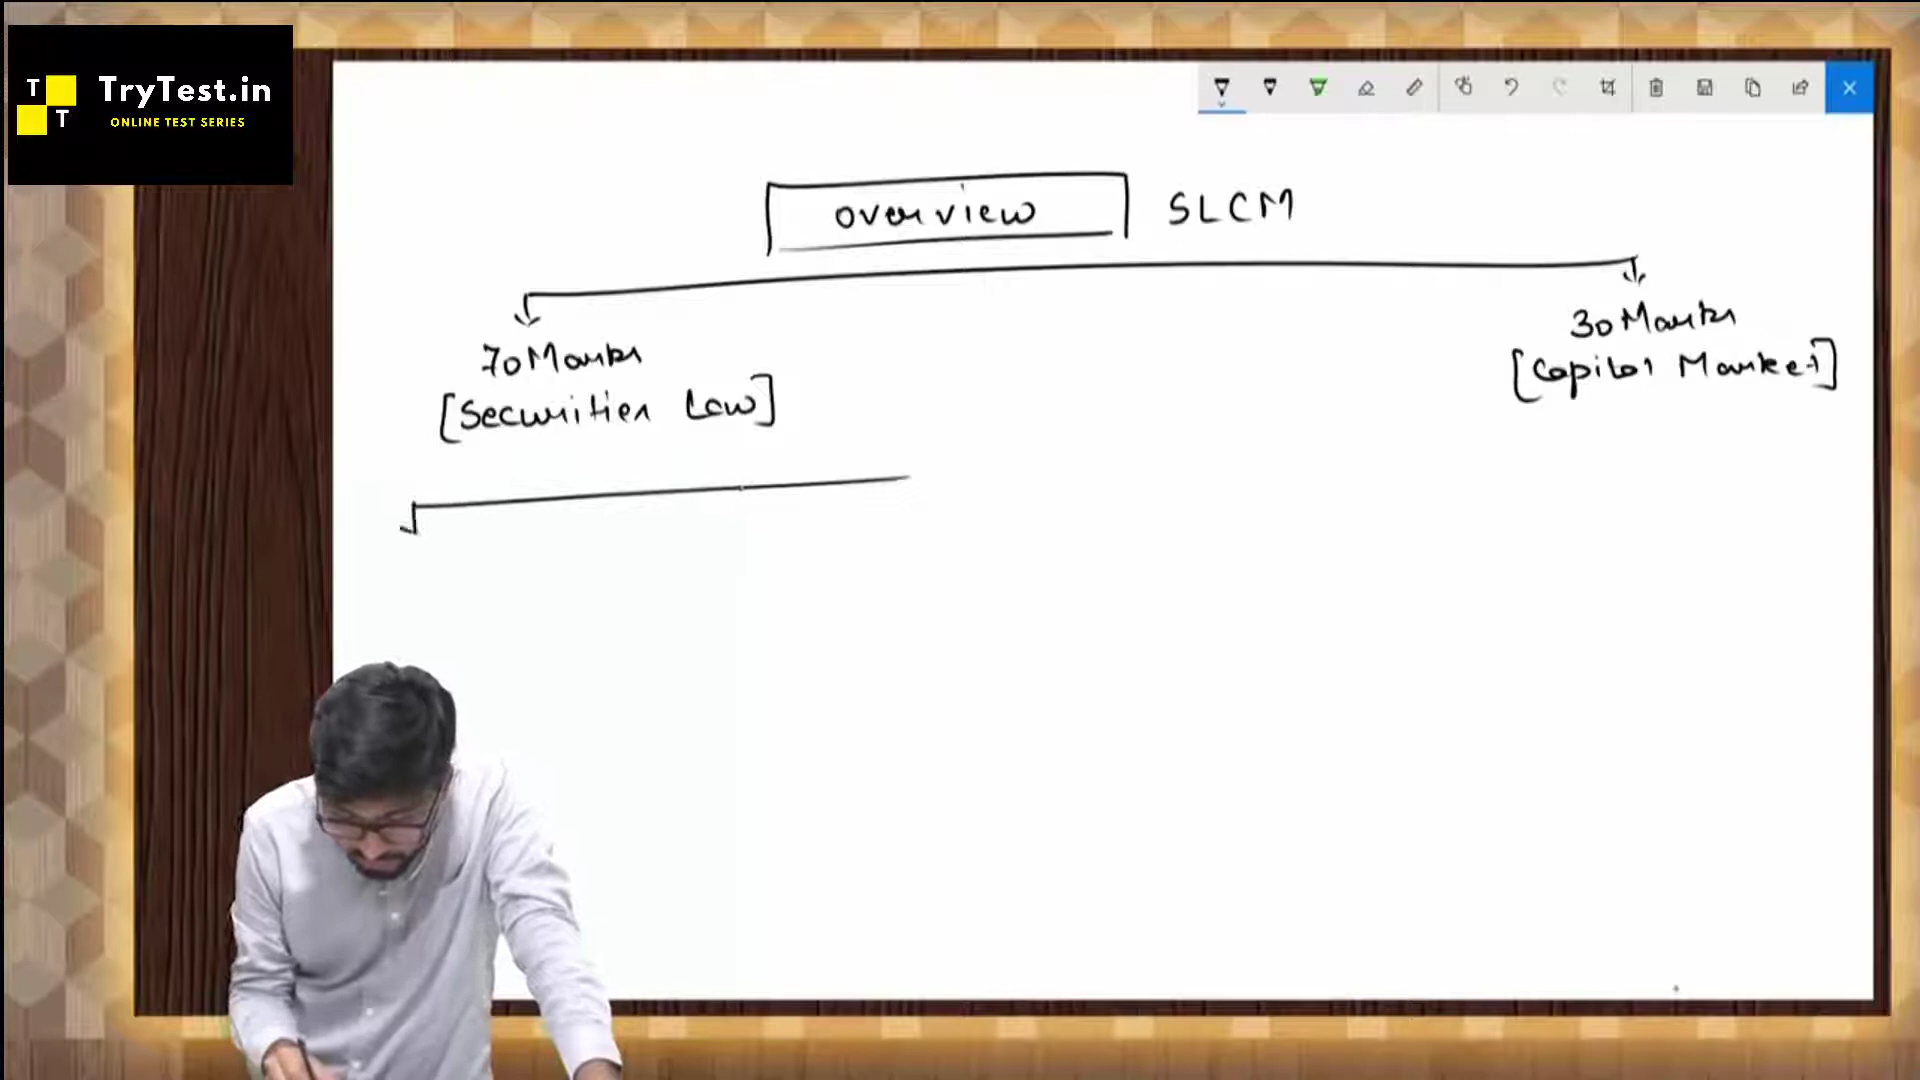 T
T
TryTest.in
ONLINE TEST SERIES
overview SLCM
70 Marks
[Securities Law]
30 Marks
[Capital Market]